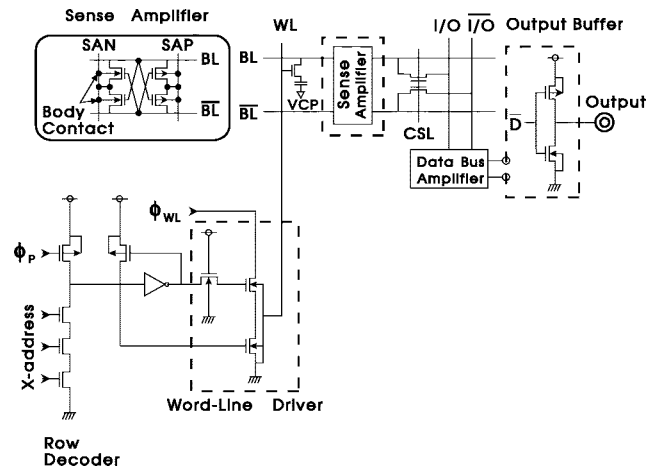 Sense Amplifier
SAN SAP
BL
BL
Body
Contact
WL
BL
BL
VCP
Sense
Amplifier
CSL
I/O I/O
Output Buffer
D
Output
Data Bus
Amplifier
ϕWL
ϕP
X-address
Word-Line Driver
Row
Decoder